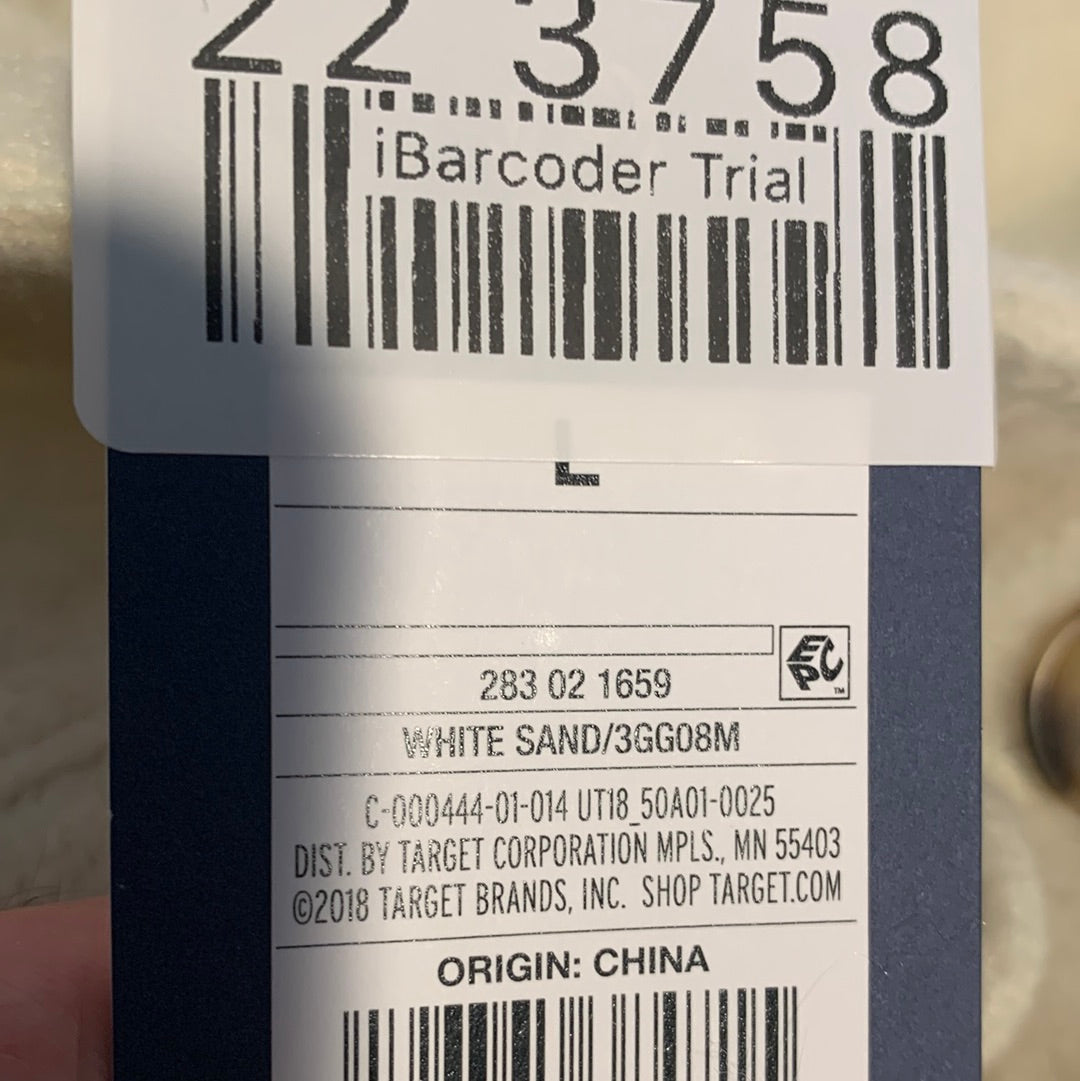 22 3758
iBarcoder Trial
L
283 02 1659
EPC™
WHITE SAND/3GG08M
C-000444-01-014 UT18_50A01-0025
DIST. BY TARGET CORPORATION MPLS., MN 55403
©2018 TARGET BRANDS, INC. SHOP TARGET.COM
ORIGIN: CHINA